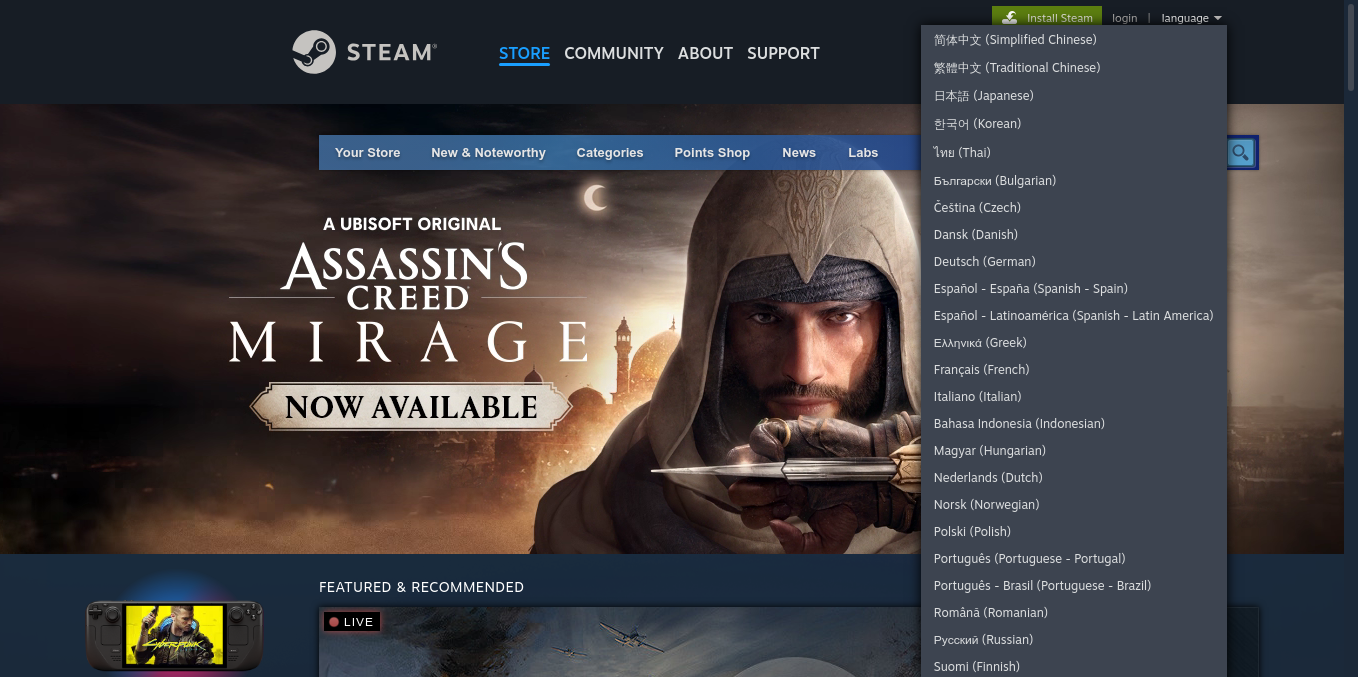 Install Steam
login | language
STEAM®
STORE COMMUNITY ABOUT SUPPORT
简体中文 (Simplified Chinese)
繁體中文 (Traditional Chinese)
日本語 (Japanese)
한국어 (Korean)
ไทย (Thai)
Български (Bulgarian)
Čeština (Czech)
Dansk (Danish)
Deutsch (German)
Español - España (Spanish - Spain)
Español - Latinoamérica (Spanish - Latin America)
Ελληνικά (Greek)
Français (French)
Italiano (Italian)
Bahasa Indonesia (Indonesian)
Magyar (Hungarian)
Nederlands (Dutch)
Norsk (Norwegian)
Polski (Polish)
Português (Portuguese - Portugal)
Português - Brasil (Portuguese - Brazil)
Română (Romanian)
Русский (Russian)
Suomi (Finnish)
Your Store New & Noteworthy Categories Points Shop News Labs
A UBISOFT ORIGINAL
ASSASSIN'S
CREED
MIRAGE
NOW AVAILABLE
FEATURED & RECOMMENDED
LIVE
CYBERPUNK